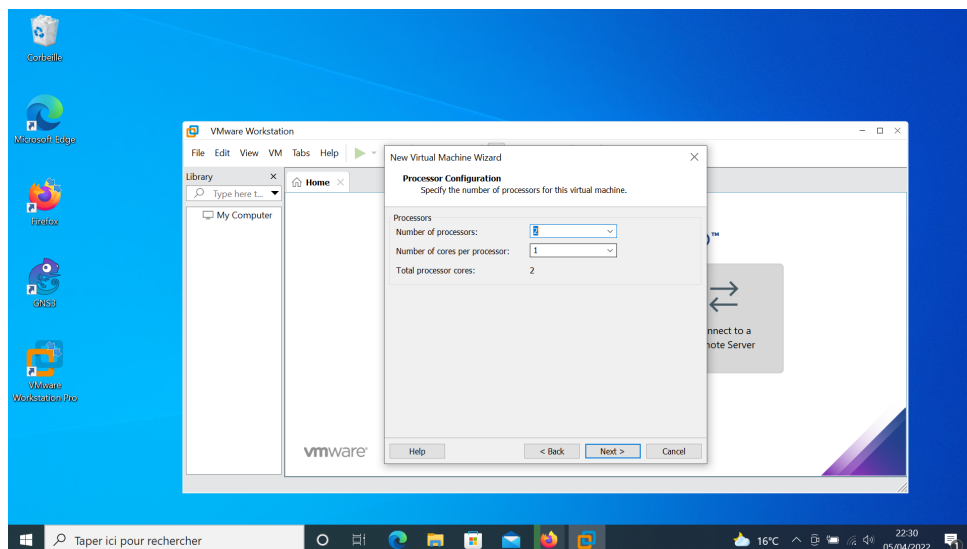 Corbeille
Microsoft Edge
Firefox
GNS3
VMware
Workstation Pro
VMware Workstation
File Edit View VM Tabs Help
Library
Type here t...
My Computer
Home
New Virtual Machine Wizard
Processor Configuration
Specify the number of processors for this virtual machine.
Processors
Number of processors: 2
Number of cores per processor: 1
Total processor cores: 2
Help < Back Next > Cancel
™
nnect to a
Server
vmware
Taper ici pour rechercher
16°C
22:30
05/04/2022
1